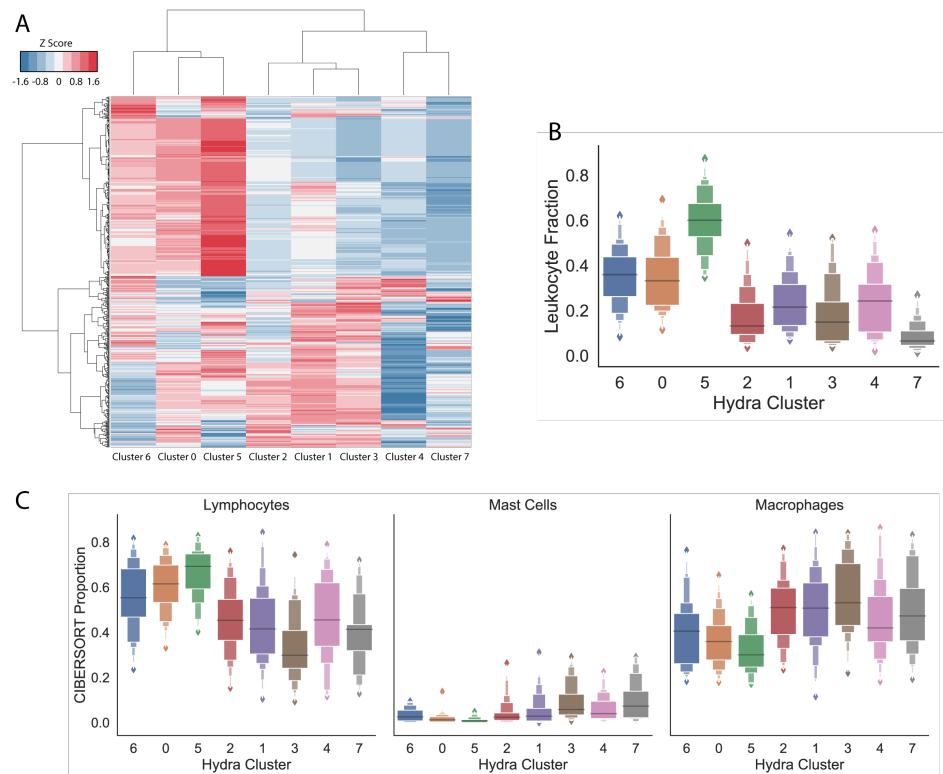 A
Z Score
-1.6 -0.8 0 0.8 1.6
Cluster 6 Cluster 0 Cluster 5 Cluster 2 Cluster 1 Cluster 3 Cluster 4 Cluster 7
B
Leukocyte Fraction
0.8
0.6
0.4
0.2
0.0
6 0 5 2 1 3 4 7
Hydra Cluster
C
Lymphocytes Mast Cells Macrophages
CIBERSORT Proportion
0.8
0.6
0.4
0.2
0.0
6 0 5 2 1 3 4 7 6 0 5 2 1 3 4 7 6 0 5 2 1 3 4 7
Hydra Cluster Hydra Cluster Hydra Cluster